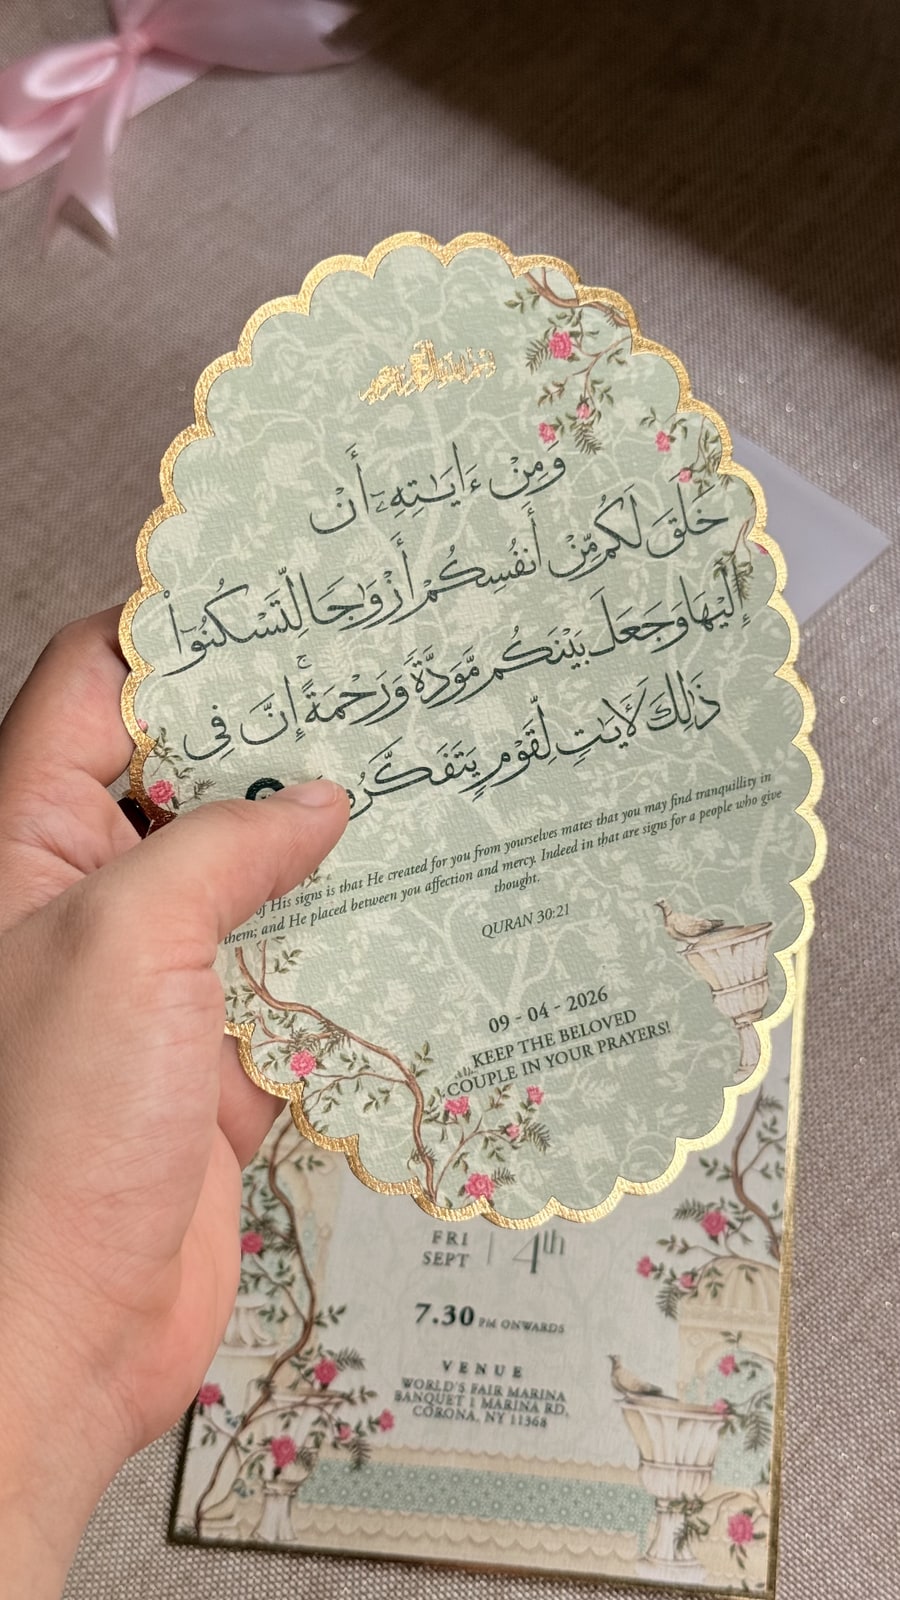 وَمِنْ ءَايَـٰتِهِۦٓ أَنْ
خَلَقَ لَكُم مِّنْ أَنفُسِكُمْ أَزْوَٰجًا لِّتَسْكُنُوٓا۟
إِلَيْهَا وَجَعَلَ بَيْنَكُم مَّوَدَّةً وَرَحْمَةً ۚ إِنَّ فِى
ذَٰلِكَ لَـَٔايَـٰتٍ لِّقَوْمٍ
of His signs is that He created for you from yourselves mates that you may find tranquillity in
them; and He placed between you affection and mercy. Indeed in that are signs for a people who give
thought.
QURAN 30:21
09 - 04 - 2026
KEEP THE BELOVED
COUPLE IN YOUR PRAYERS!
FRI
SEPT | 4th
7.30 PM ONWARDS
VENUE
WORLD'S FAIR MARINA
BANQUET 1 MARINA RD,
CORONA, NY 11368